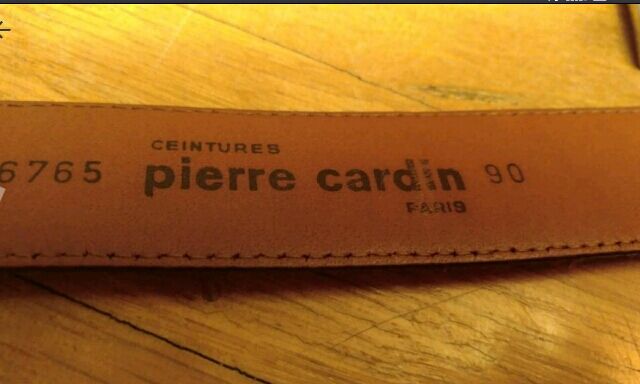 CEINTURES
6765 pierre cardin 90
PARIS